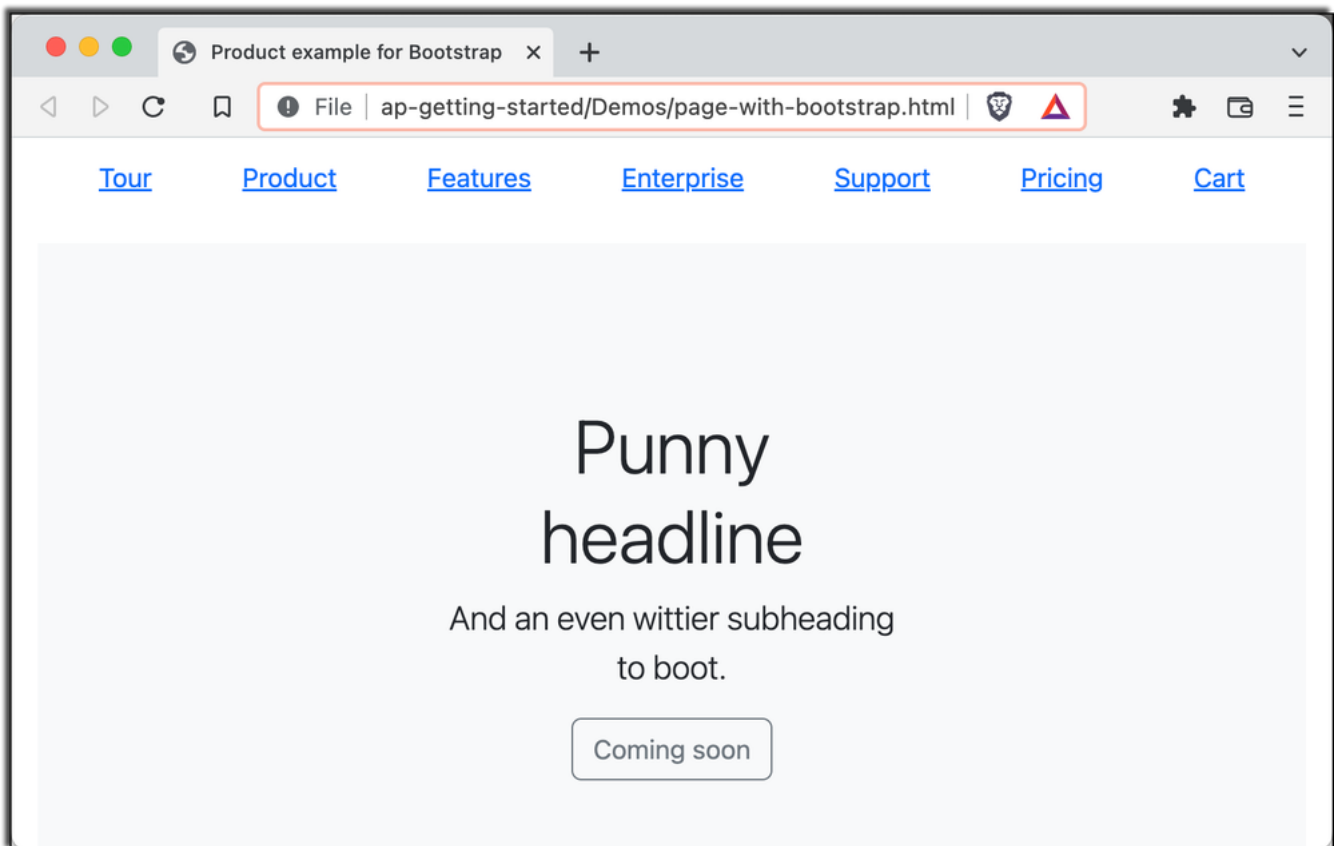 Product example for Bootstrap
File ap-getting-started/Demos/page-with-bootstrap.html
Tour Product Features Enterprise Support Pricing Cart
Punny
headline
And an even wittier subheading
to boot.
Coming soon